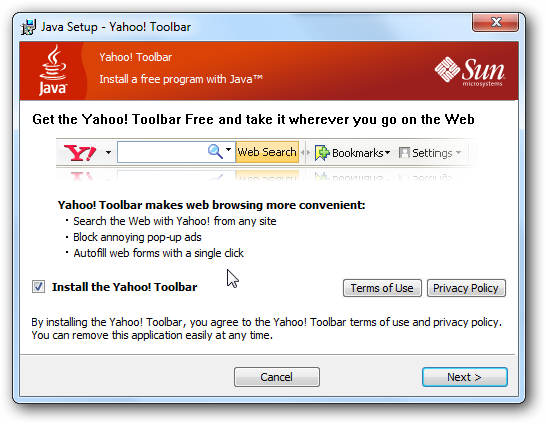 Java Setup - Yahoo! Toolbar
Yahoo! Toolbar
Install a free program with Java™
Java™
Sun
microsystems
Get the Yahoo! Toolbar Free and take it wherever you go on the Web
Y! Web Search Bookmarks Settings
Yahoo! Toolbar makes web browsing more convenient:
· Search the Web with Yahoo! from any site
· Block annoying pop-up ads
· Autofill web forms with a single click
Install the Yahoo! Toolbar
Terms of Use Privacy Policy
By installing the Yahoo! Toolbar, you agree to the Yahoo! Toolbar terms of use and privacy policy.
You can remove this application easily at any time.
Cancel Next >